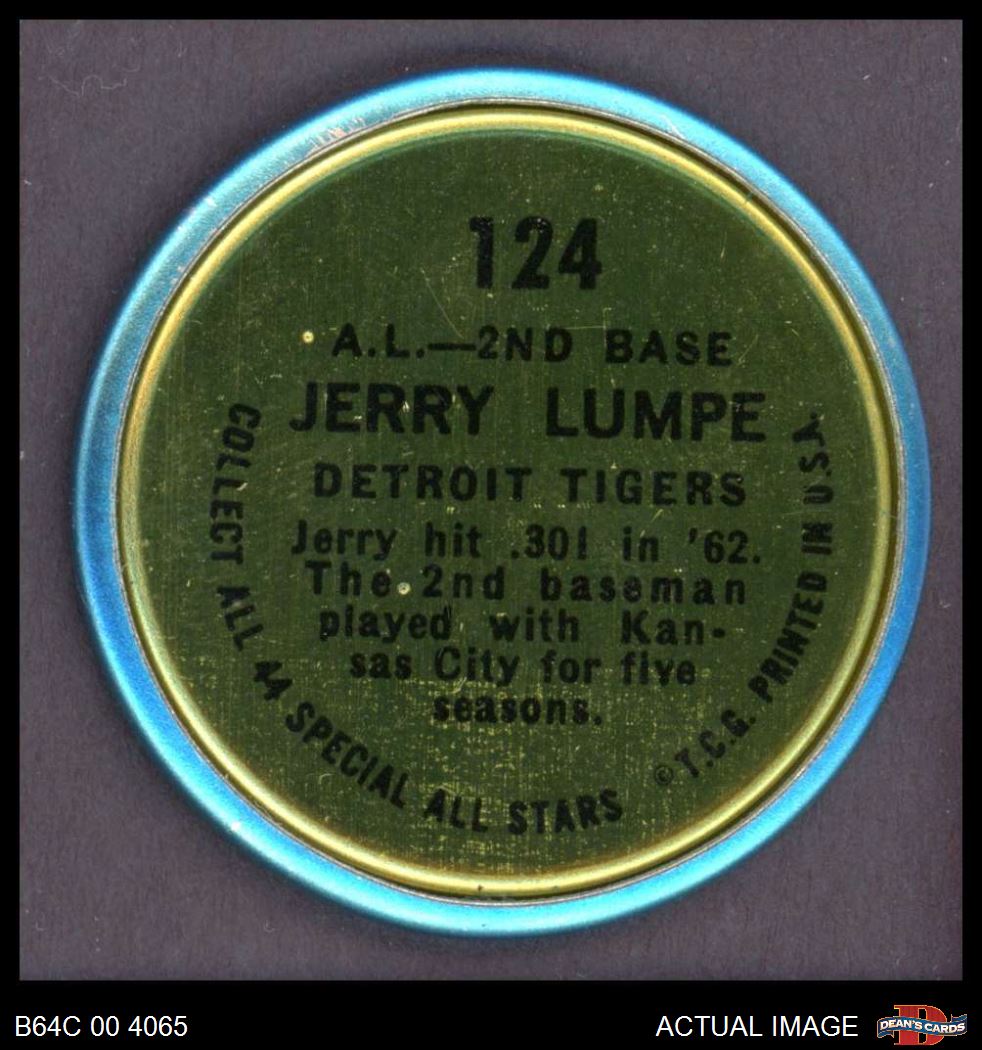 124
A.L.—2ND BASE
JERRY LUMPE
DETROIT TIGERS
Jerry hit .301 in '62.
The 2nd baseman
played with Kan-
sas City for five
seasons.
COLLECT ALL 44 SPECIAL ALL STARS
© T.C.G. PRINTED IN U.S.A.
B64C 00 4065
ACTUAL IMAGE
D
DEAN'S CARDS